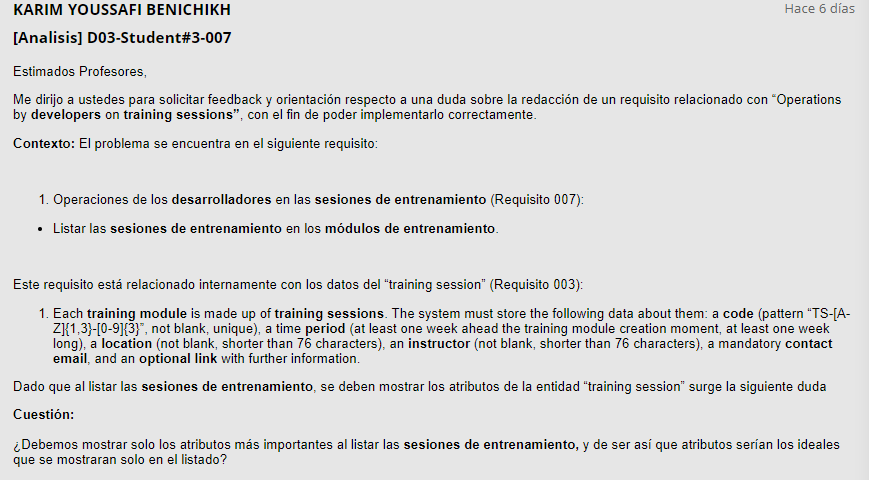 KARIM YOUSSAFI BENICHIKH
Hace 6 días
[Analisis] D03-Student#3-007
Estimados Profesores,
Me dirijo a ustedes para solicitar feedback y orientación respecto a una duda sobre la redacción de un requisito relacionado con “Operations
by developers on training sessions”, con el fin de poder implementarlo correctamente.
Contexto: El problema se encuentra en el siguiente requisito:
1. Operaciones de los desarrolladores en las sesiones de entrenamiento (Requisito 007):
• Listar las sesiones de entrenamiento en los módulos de entrenamiento.
Este requisito está relacionado internamente con los datos del “training session” (Requisito 003):
1. Each training module is made up of training sessions. The system must store the following data about them: a code (pattern “TS-[A-
Z]{1,3}-[0-9]{3}”, not blank, unique), a time period (at least one week ahead the training module creation moment, at least one week
long), a location (not blank, shorter than 76 characters), an instructor (not blank, shorter than 76 characters), a mandatory contact
email, and an optional link with further information.
Dado que al listar las sesiones de entrenamiento, se deben mostrar los atributos de la entidad “training session” surge la siguiente duda
Cuestión:
¿Debemos mostrar solo los atributos más importantes al listar las sesiones de entrenamiento, y de ser así que atributos serían los ideales
que se mostraran solo en el listado?